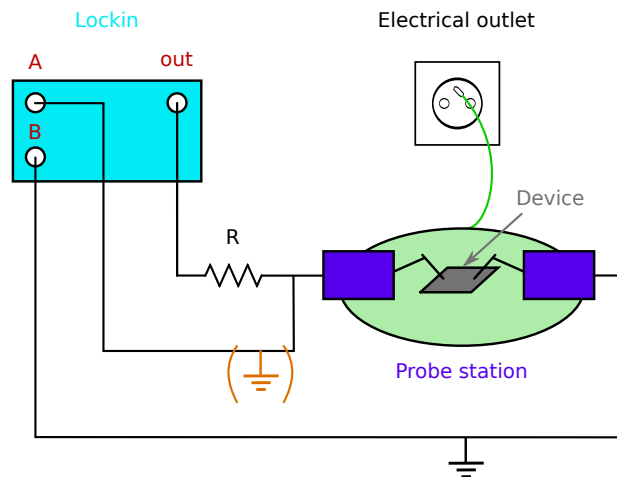 Lockin
Electrical outlet
A
out
B
Device
R
Probe station